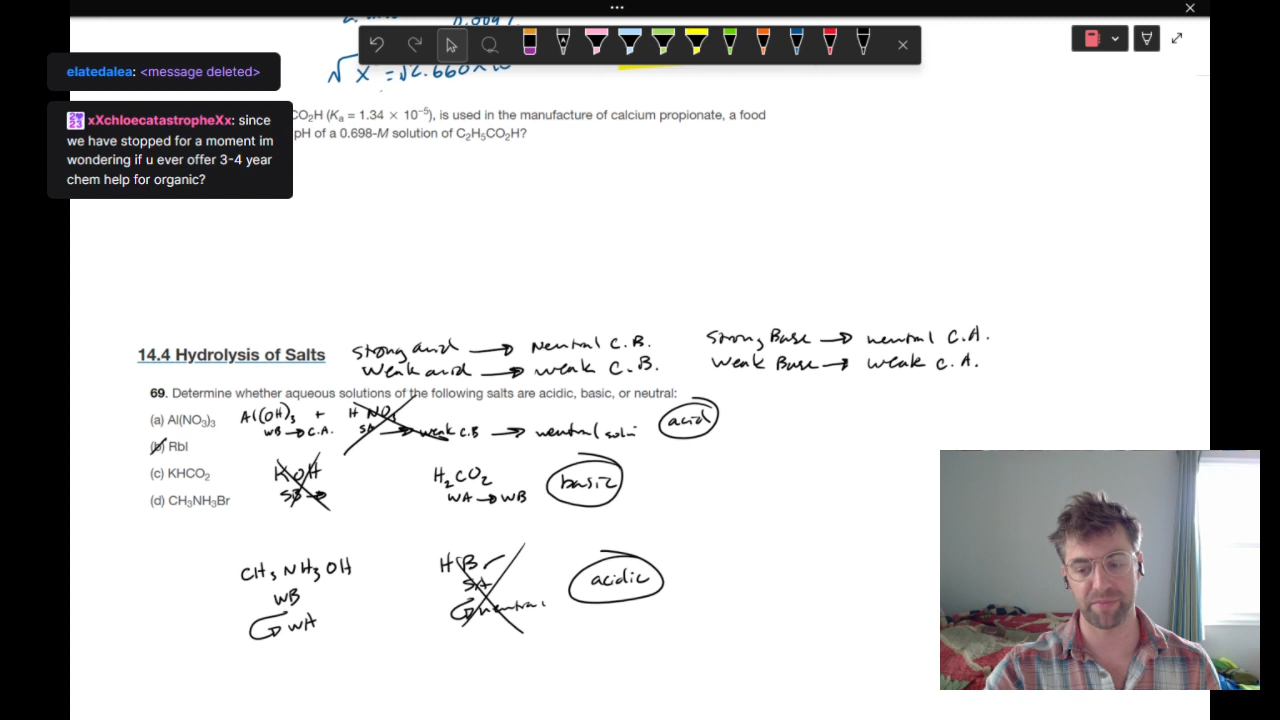 elatedalea: <message deleted>
xXchloecatastropheXx: since
we have stopped for a moment im
wondering if u ever offer 3-4 year
chem help for organic?
√x = √2.660×10
CO₂H (Kₐ = 1.34 × 10⁻⁵), is used in the manufacture of calcium propionate, a food
pH of a 0.698-M solution of C₂H₅CO₂H?
14.4 Hydrolysis of Salts
strong acid → Neutral C.B.
Weak acid → weak C.B.
Strong Base → neutral C.A.
Weak Base → weak C.A.
69. Determine whether aqueous solutions of the following salts are acidic, basic, or neutral:
(a) Al(NO₃)₃ Al(OH)₃ + HNO₃ acid
WB → C.A. SA → weak C.B → neutral soln
(b) RbI
(c) KHCO₂ KOH H₂CO₂ basic
SB → WA → WB
(d) CH₃NH₃Br
CH₃NH₃OH HBr acidic
WB SA
WA neutral